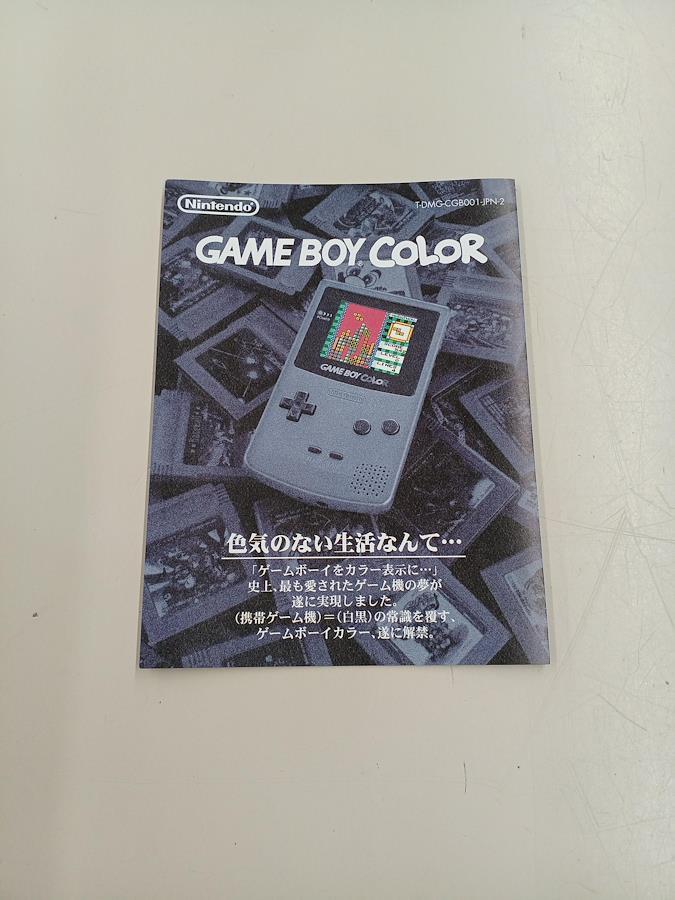 Nintendo
T-DMG-CGB001-JPN-2
GAME BOY COLOR
POWER
GAME BOY COLOR
Nintendo
色気のない生活なんて…
「ゲームボーイをカラー表示に…」
史上、最も愛されたゲーム機の夢が
遂に実現しました。
(携帯ゲーム機)＝(白黒)の常識を覆す、
ゲームボーイカラー、遂に解禁。